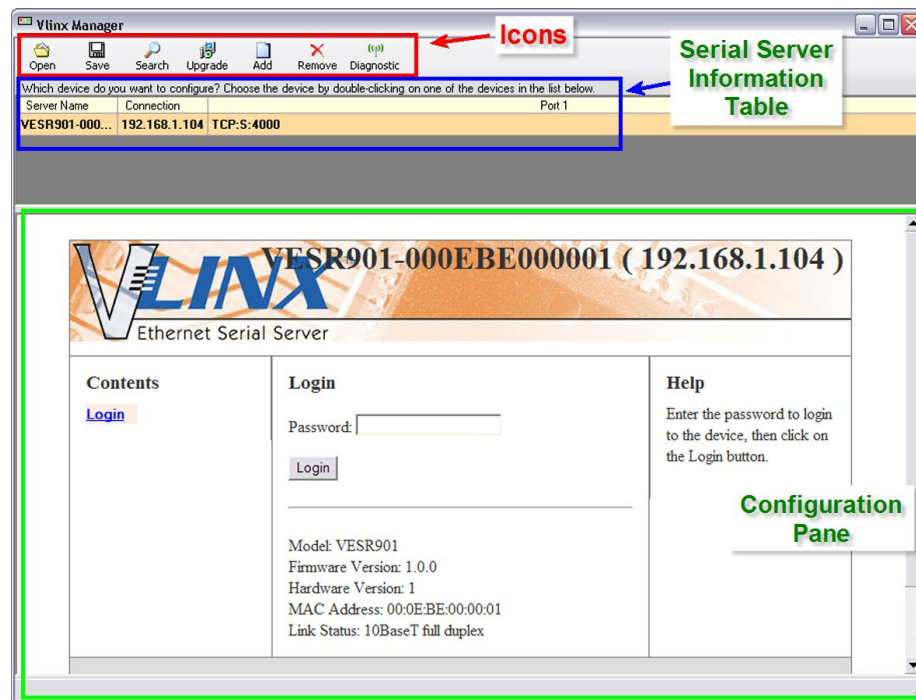 Vlinx Manager
Icons
Open Save Search Upgrade Add Remove Diagnostic
Serial Server
Information
Table
Which device do you want to configure? Choose the device by double-clicking on one of the devices in the list below.
Server Name Connection Port 1
VESR901-000... 192.168.1.104 TCP:S:4000
VESR901-000EBE000001 ( 192.168.1.104 )
VLINX
Ethernet Serial Server
Contents
Login
Login
Password:
Login
Model: VESR901
Firmware Version: 1.0.0
Hardware Version: 1
MAC Address: 00:0E:BE:00:00:01
Link Status: 10BaseT full duplex
Help
Enter the password to login
to the device, then click on
the Login button.
Configuration
Pane